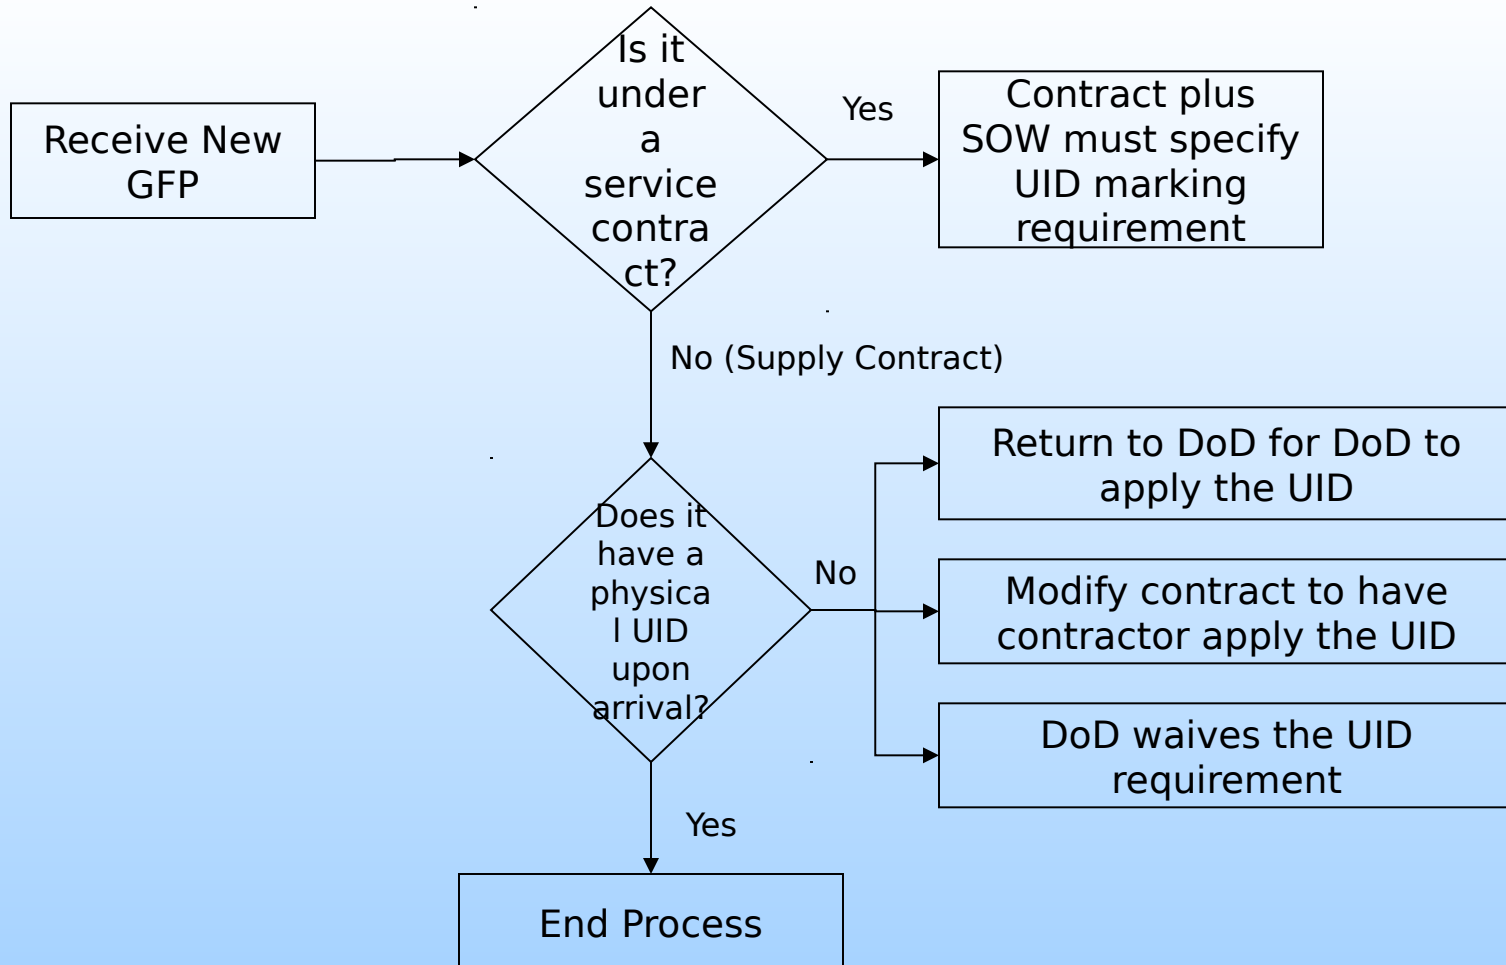 Receive New
GFP
Is it
under
a
service
contra
ct?
Yes
Contract plus
SOW must specify
UID marking
requirement
No (Supply Contract)
Does it
have a
physica
l UID
upon
arrival?
No
Return to DoD for DoD to
apply the UID
Modify contract to have
contractor apply the UID
DoD waives the UID
requirement
Yes
End Process